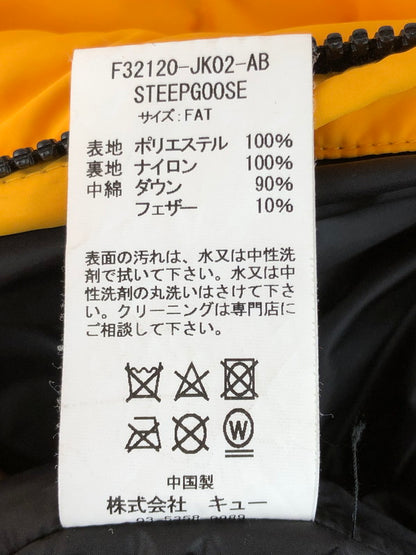 F32120-JK02-AB
STEEPGOOSE
サイズ:FAT
表地 ポリエステル 100%
裏地 ナイロン 100%
中綿 ダウン 90%
フェザー 10%
表面の汚れは、水又は中性洗
剤で拭いて下さい。水又は中
性洗剤の丸洗いはさけて下さ
い。クリーニングは専門店に
ご相談して下さい。
W
中国製
株式会社 キュー